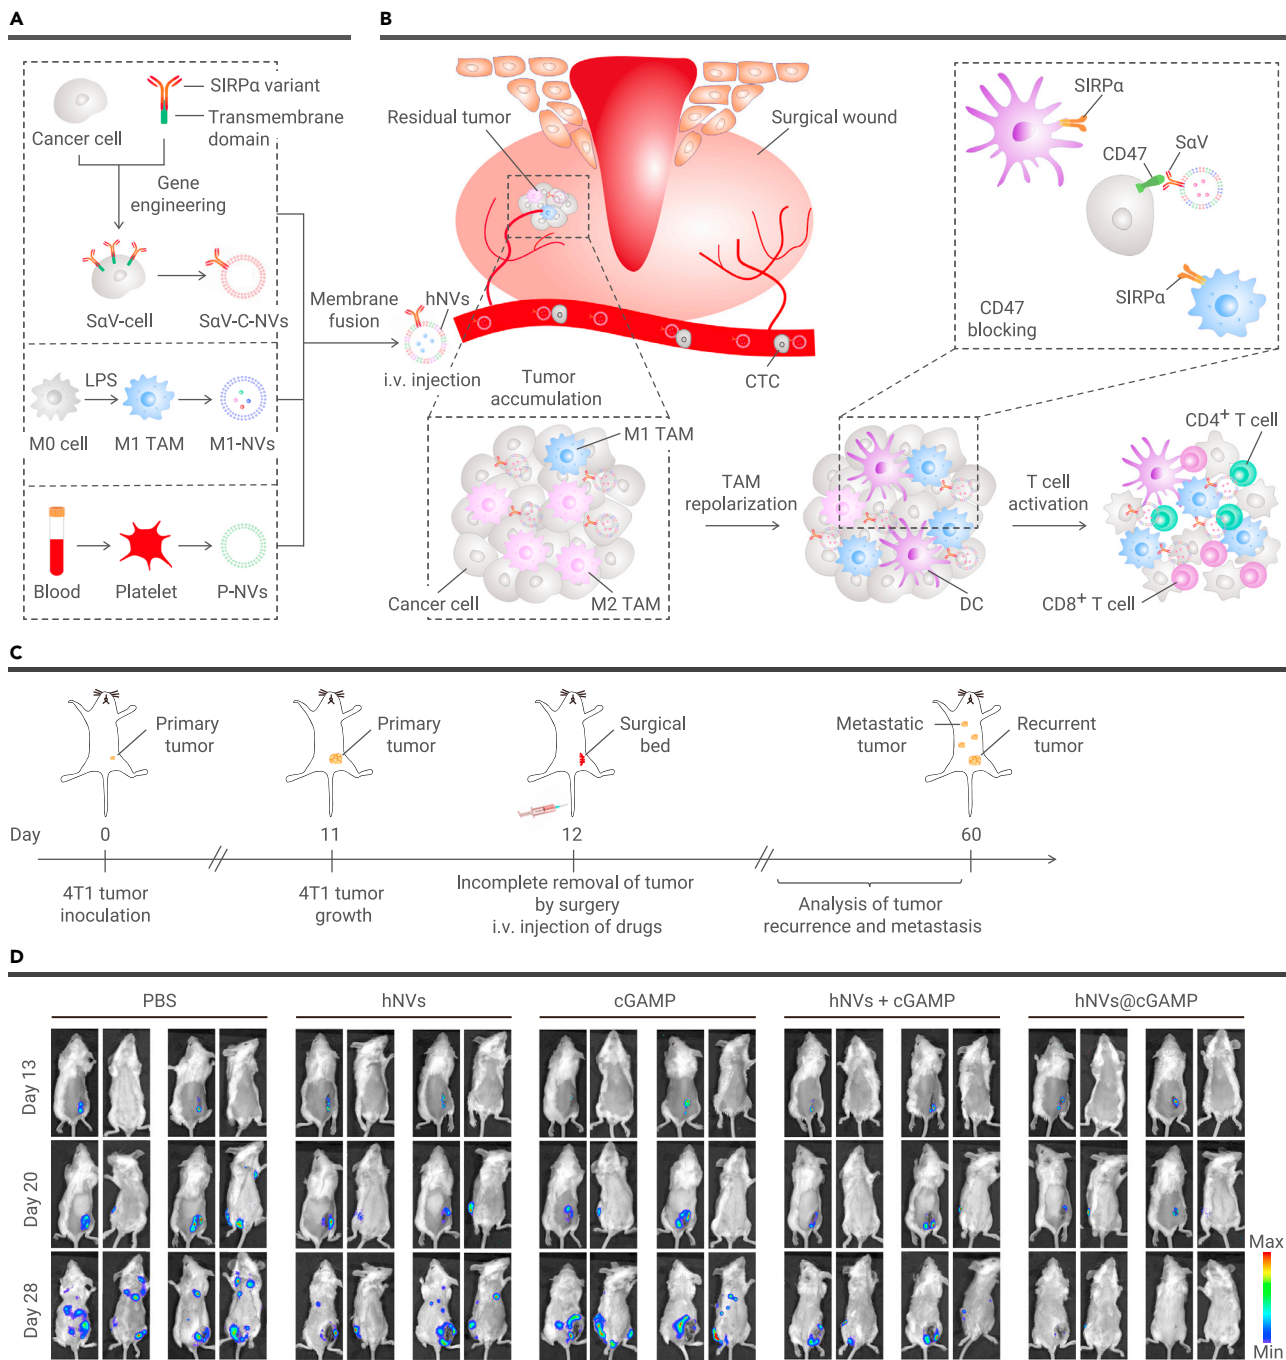 A
SIRPα variant
Transmembrane
domain
Cancer cell
Gene
engineering
SαV-cell
SαV-C-NVs
LPS
M0 cell
M1 TAM
M1-NVs
Blood
Platelet
P-NVs
Membrane
fusion
B
Residual tumor
Surgical wound
hNVs
i.v. injection
CTC
Tumor
accumulation
M1 TAM
Cancer cell
M2 TAM
TAM
repolarization
DC
T cell
activation
CD4+ T cell
CD8+ T cell
SIRPα
SαV
CD47
SIRPα
CD47
blocking
C
Primary
tumor
Primary
tumor
Surgical
bed
Metastatic
tumor
Recurrent
tumor
Day
0
11
12
60
4T1 tumor
inoculation
4T1 tumor
growth
Incomplete removal of tumor
by surgery
i.v. injection of drugs
Analysis of tumor
recurrence and metastasis
D
PBS
hNVs
cGAMP
hNVs + cGAMP
hNVs@cGAMP
Day 13
Day 20
Day 28
Max
Min